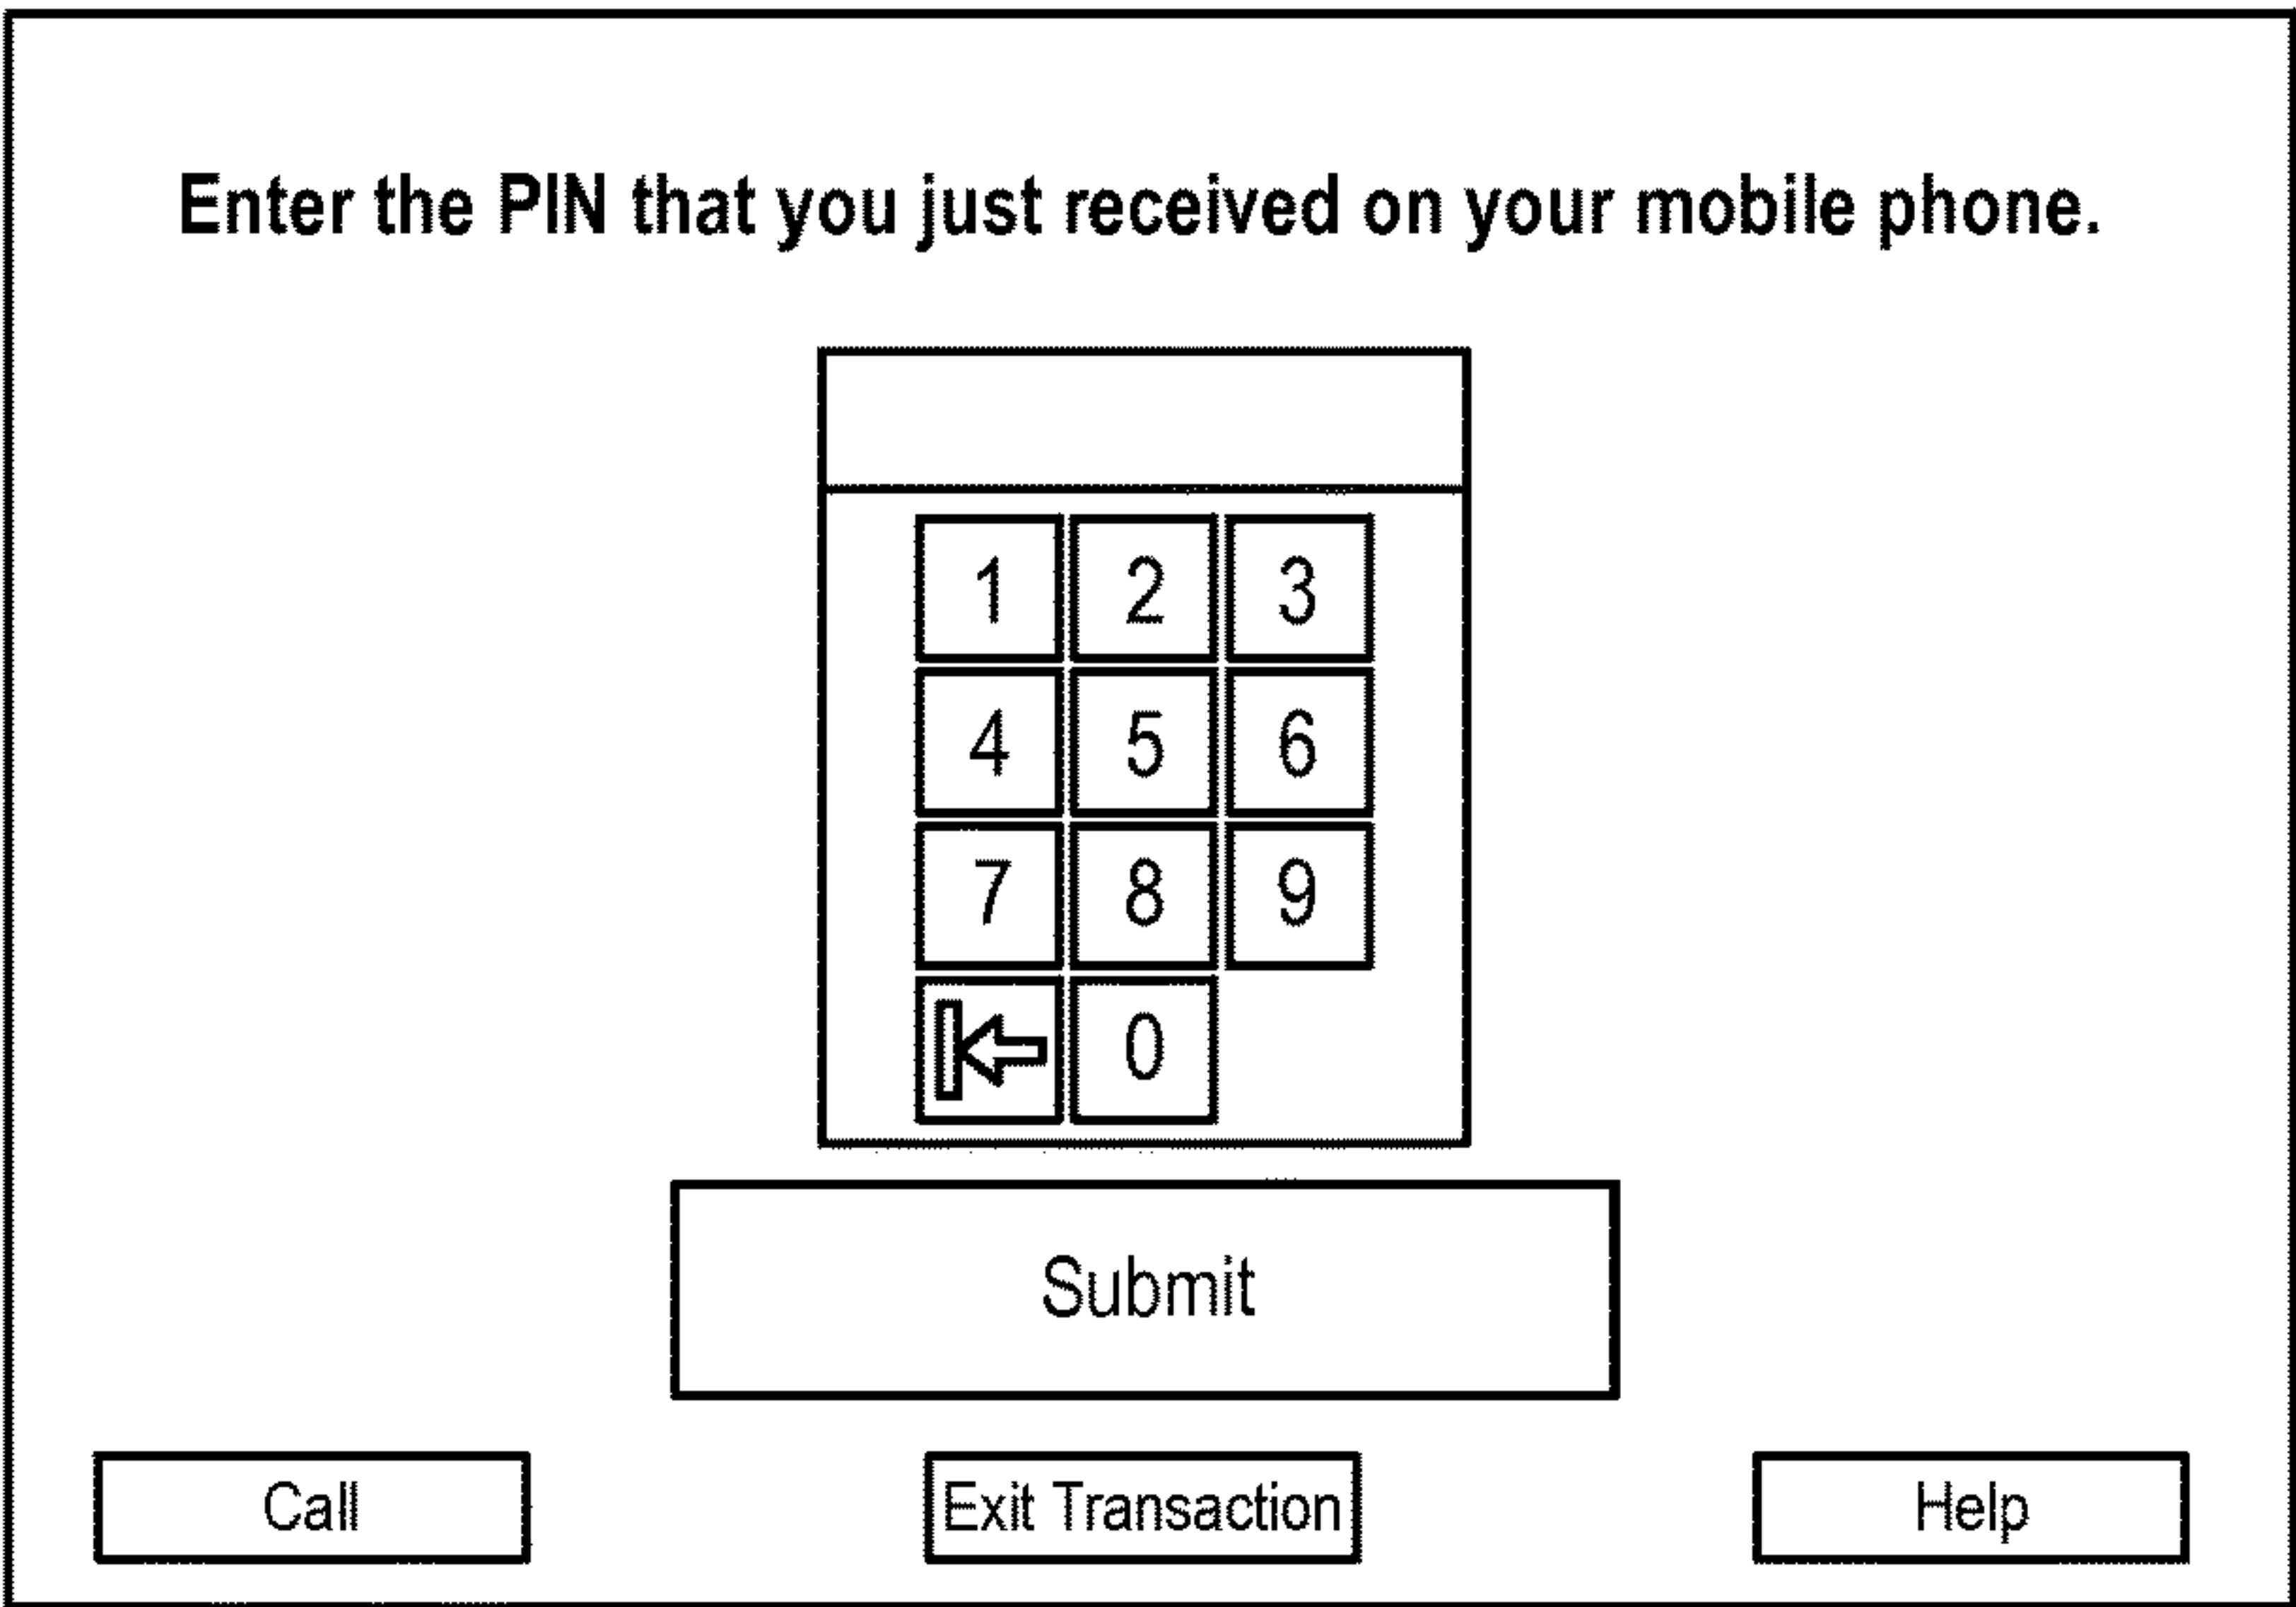 Enter the PIN that you just received on your mobile phone.
1 2 3
4 5 6
7 8 9
0
Submit
Call Exit Transaction Help